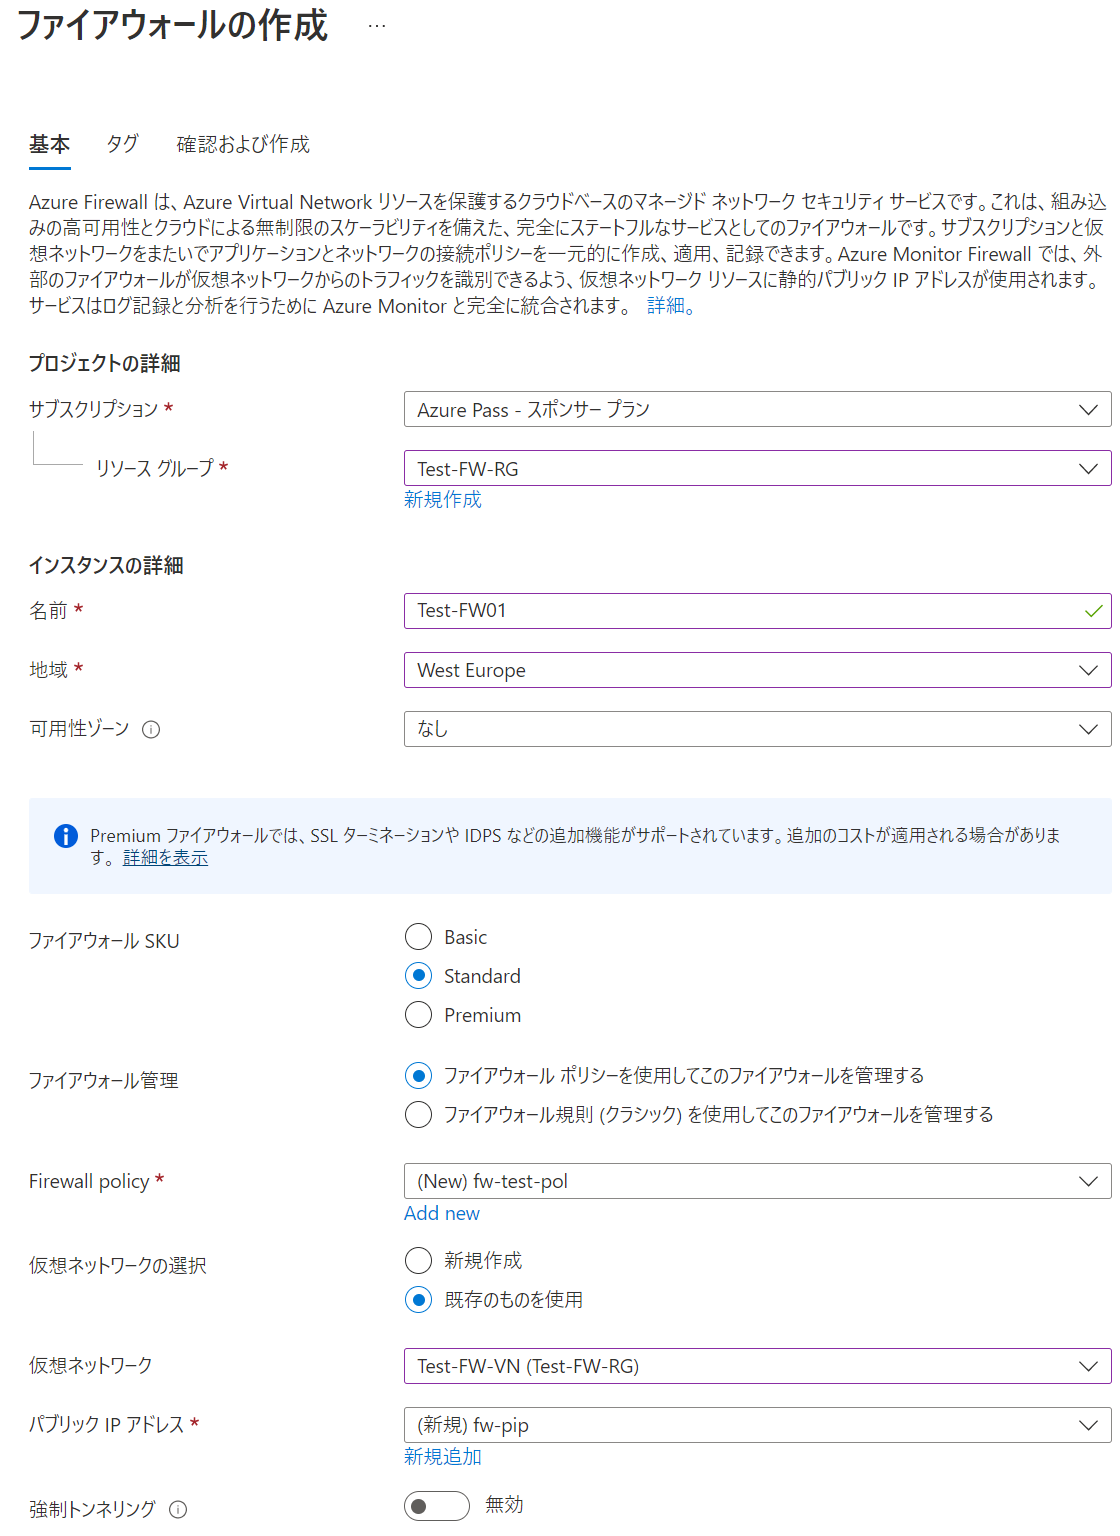 ファイアウォールの作成 …
基本 タグ 確認および作成
Azure Firewall は、Azure Virtual Network リソースを保護するクラウドベースのマネージド ネットワーク セキュリティ サービスです。これは、組み込
みの高可用性とクラウドによる無制限のスケーラビリティを備えた、完全にステートフルなサービスとしてのファイアウォールです。サブスクリプションと仮
想ネットワークをまたいでアプリケーションとネットワークの接続ポリシーを一元的に作成、適用、記録できます。Azure Monitor Firewall では、外
部のファイアウォールが仮想ネットワークからのトラフィックを識別できるよう、仮想ネットワーク リソースに静的パブリック IP アドレスが使用されます。
サービスはログ記録と分析を行うために Azure Monitor と完全に統合されます。 詳細。
プロジェクトの詳細
サブスクリプション * Azure Pass - スポンサー プラン
リソース グループ * Test-FW-RG
新規作成
インスタンスの詳細
名前 * Test-FW01
地域 * West Europe
可用性ゾーン なし
Premium ファイアウォールでは、SSL ターミネーションや IDPS などの追加機能がサポートされています。追加のコストが適用される場合がありま
す。 詳細を表示
ファイアウォール SKU Basic
Standard
Premium
ファイアウォール管理 ファイアウォール ポリシーを使用してこのファイアウォールを管理する
ファイアウォール規則 (クラシック) を使用してこのファイアウォールを管理する
Firewall policy * (New) fw-test-pol
Add new
仮想ネットワークの選択 新規作成
既存のものを使用
仮想ネットワーク Test-FW-VN (Test-FW-RG)
パブリック IP アドレス * (新規) fw-pip
新規追加
強制トンネリング 無効